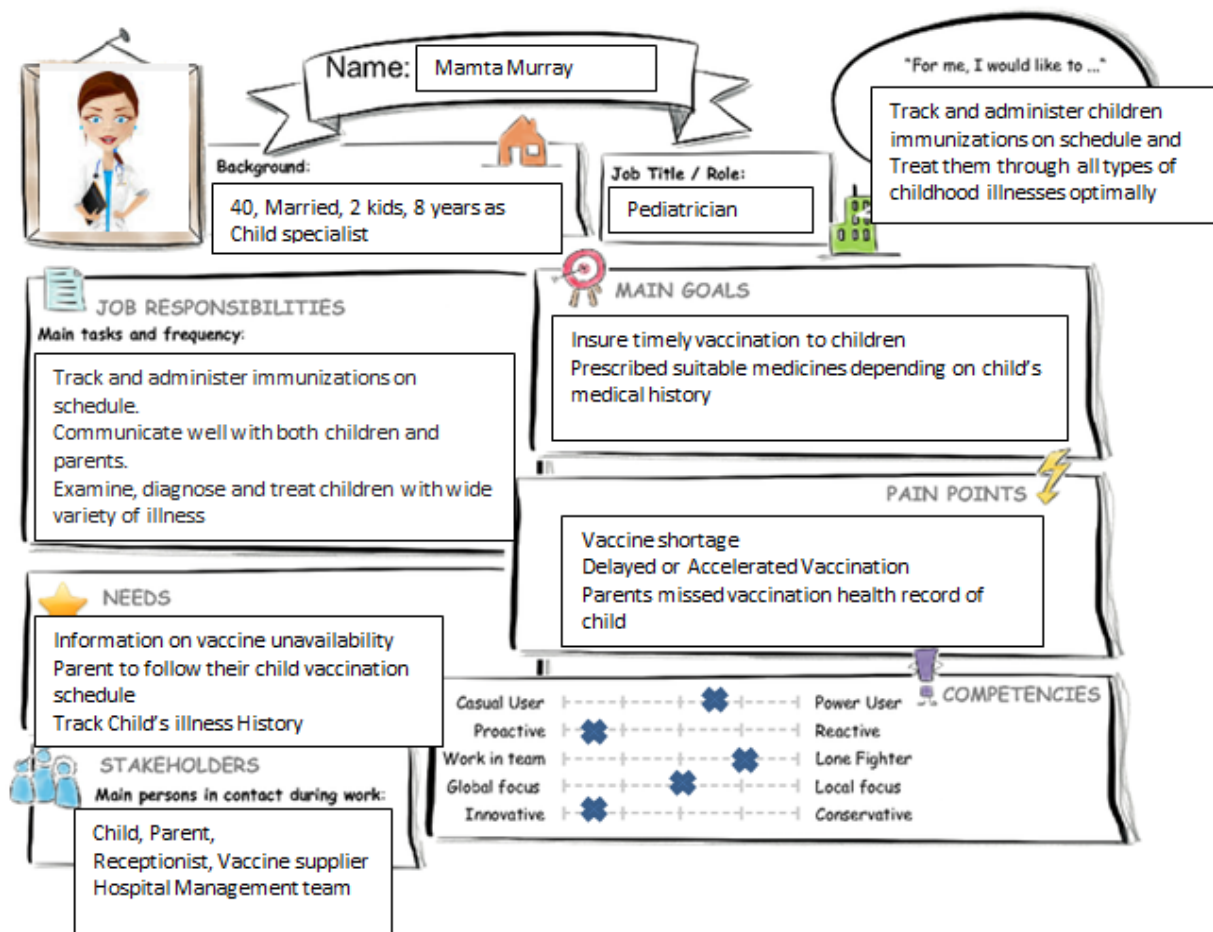 Name: Mamta Murray
"For me, I would like to ..."
Track and administer children
immunizations on schedule and
Treat them through all types of
childhood illnesses optimally
Background:
40, Married, 2 kids, 8 years as
Child specialist
Job Title / Role:
Pediatrician
JOB RESPONSIBILITIES
Main tasks and frequency:
Track and administer immunizations on
schedule.
Communicate well with both children and
parents.
Examine, diagnose and treat children with wide
variety of illness
MAIN GOALS
Insure timely vaccination to children
Prescribed suitable medicines depending on child's
medical history
PAIN POINTS
Vaccine shortage
Delayed or Accelerated Vaccination
Parents missed vaccination health record of
child
NEEDS
Information on vaccine unavailability
Parent to follow their child vaccination
schedule
Track Child's illness History
STAKEHOLDERS
Main persons in contact during work:
Child, Parent,
Receptionist, Vaccine supplier
Hospital Management team
COMPETENCIES
Casual User Power User
Proactive Reactive
Work in team Lone Fighter
Global focus Local focus
Innovative Conservative